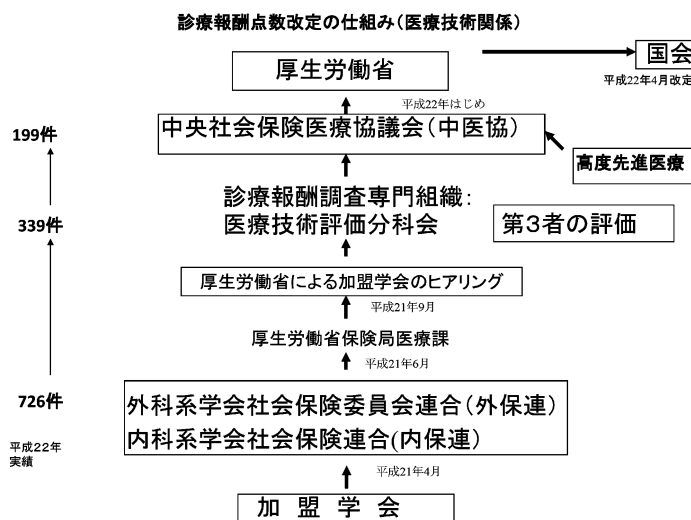 診療報酬点数改定の仕組み（医療技術関係）
厚生労働省
国会
平成22年4月改定
平成22年はじめ
199件
中央社会保険医療協議会（中医協）
高度先進医療
診療報酬調査専門組織：
339件
医療技術評価分科会
第3者の評価
厚生労働省による加盟学会のヒアリング
平成21年9月
厚生労働省保険局医療課
平成21年6月
726件
外科系学会社会保険委員会連合（外保連）
内科系学会社会保険連合(内保連）
平成22年
実績
平成21年4月
加 盟 学 会